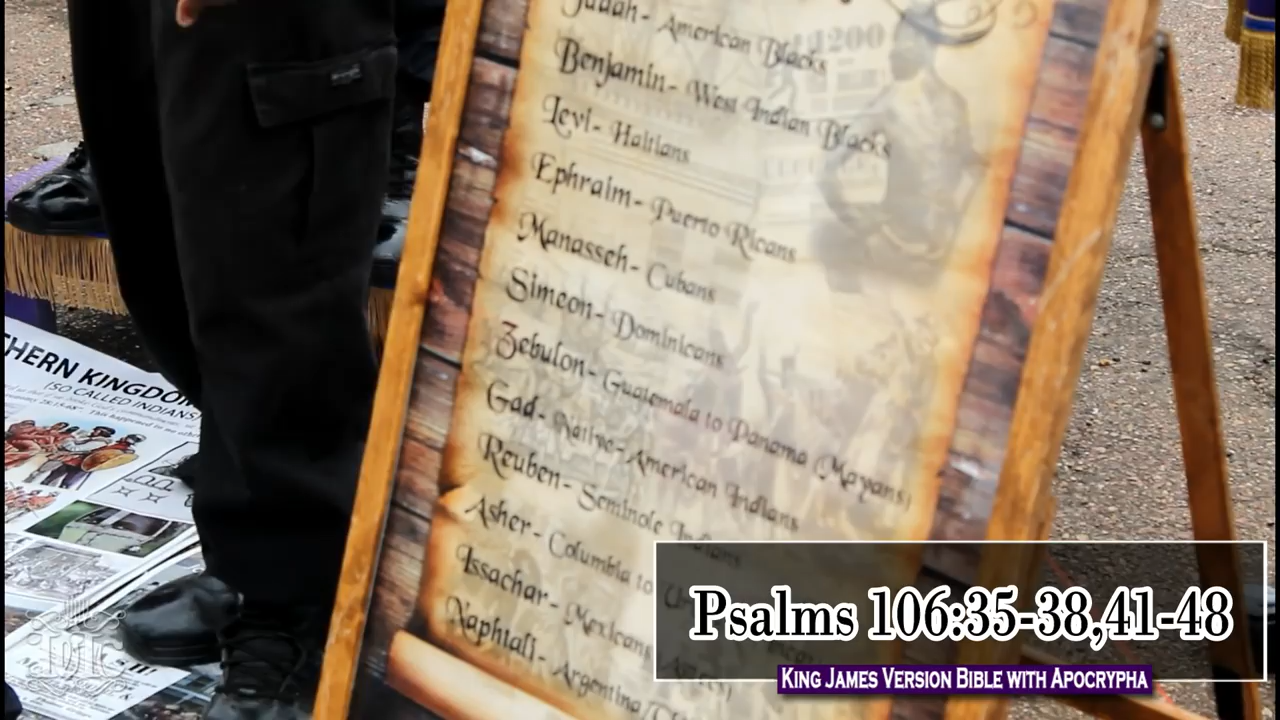 Judah- American Blacks
1200
Benjamin- West Indian Blacks
Levi- Haitians
Ephraim- Puerto Ricans
Manasseh- Cubans
Simeon- Dominicans
Zebulon- Guatemala to Panama (Mayans)
Gad- Native-American Indians
Reuben- Seminole Indians
Asher- Columbia to
Issachar- Mexicans
Naphtali- Argentina/
HERN KINGDOM
(SO CALLED INDIANS)
Psalms 106:35-38,41-48
King James Version Bible with Apocrypha